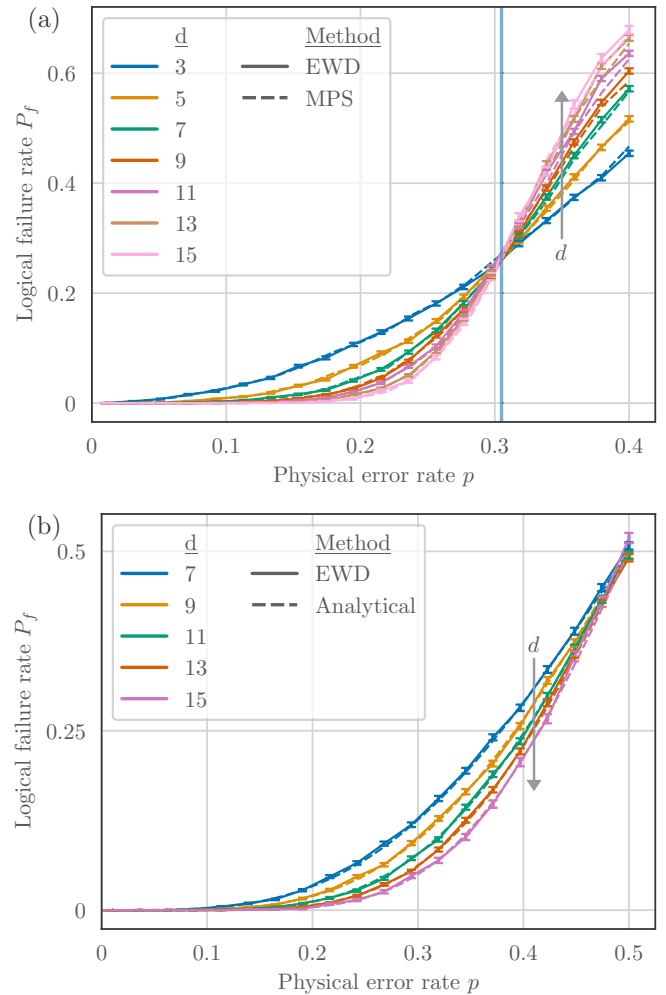 (a)
d Method
3 EWD
5 MPS
7
9
11
13
15
d
0.6
0.4
0.2
0
0 0.1 0.2 0.3 0.4
Logical failure rate P_f
Physical error rate p
(b)
d Method
7 EWD
9 Analytical
11
13
15
d
0.5
0.25
0
0 0.1 0.2 0.3 0.4 0.5
Logical failure rate P_f
Physical error rate p